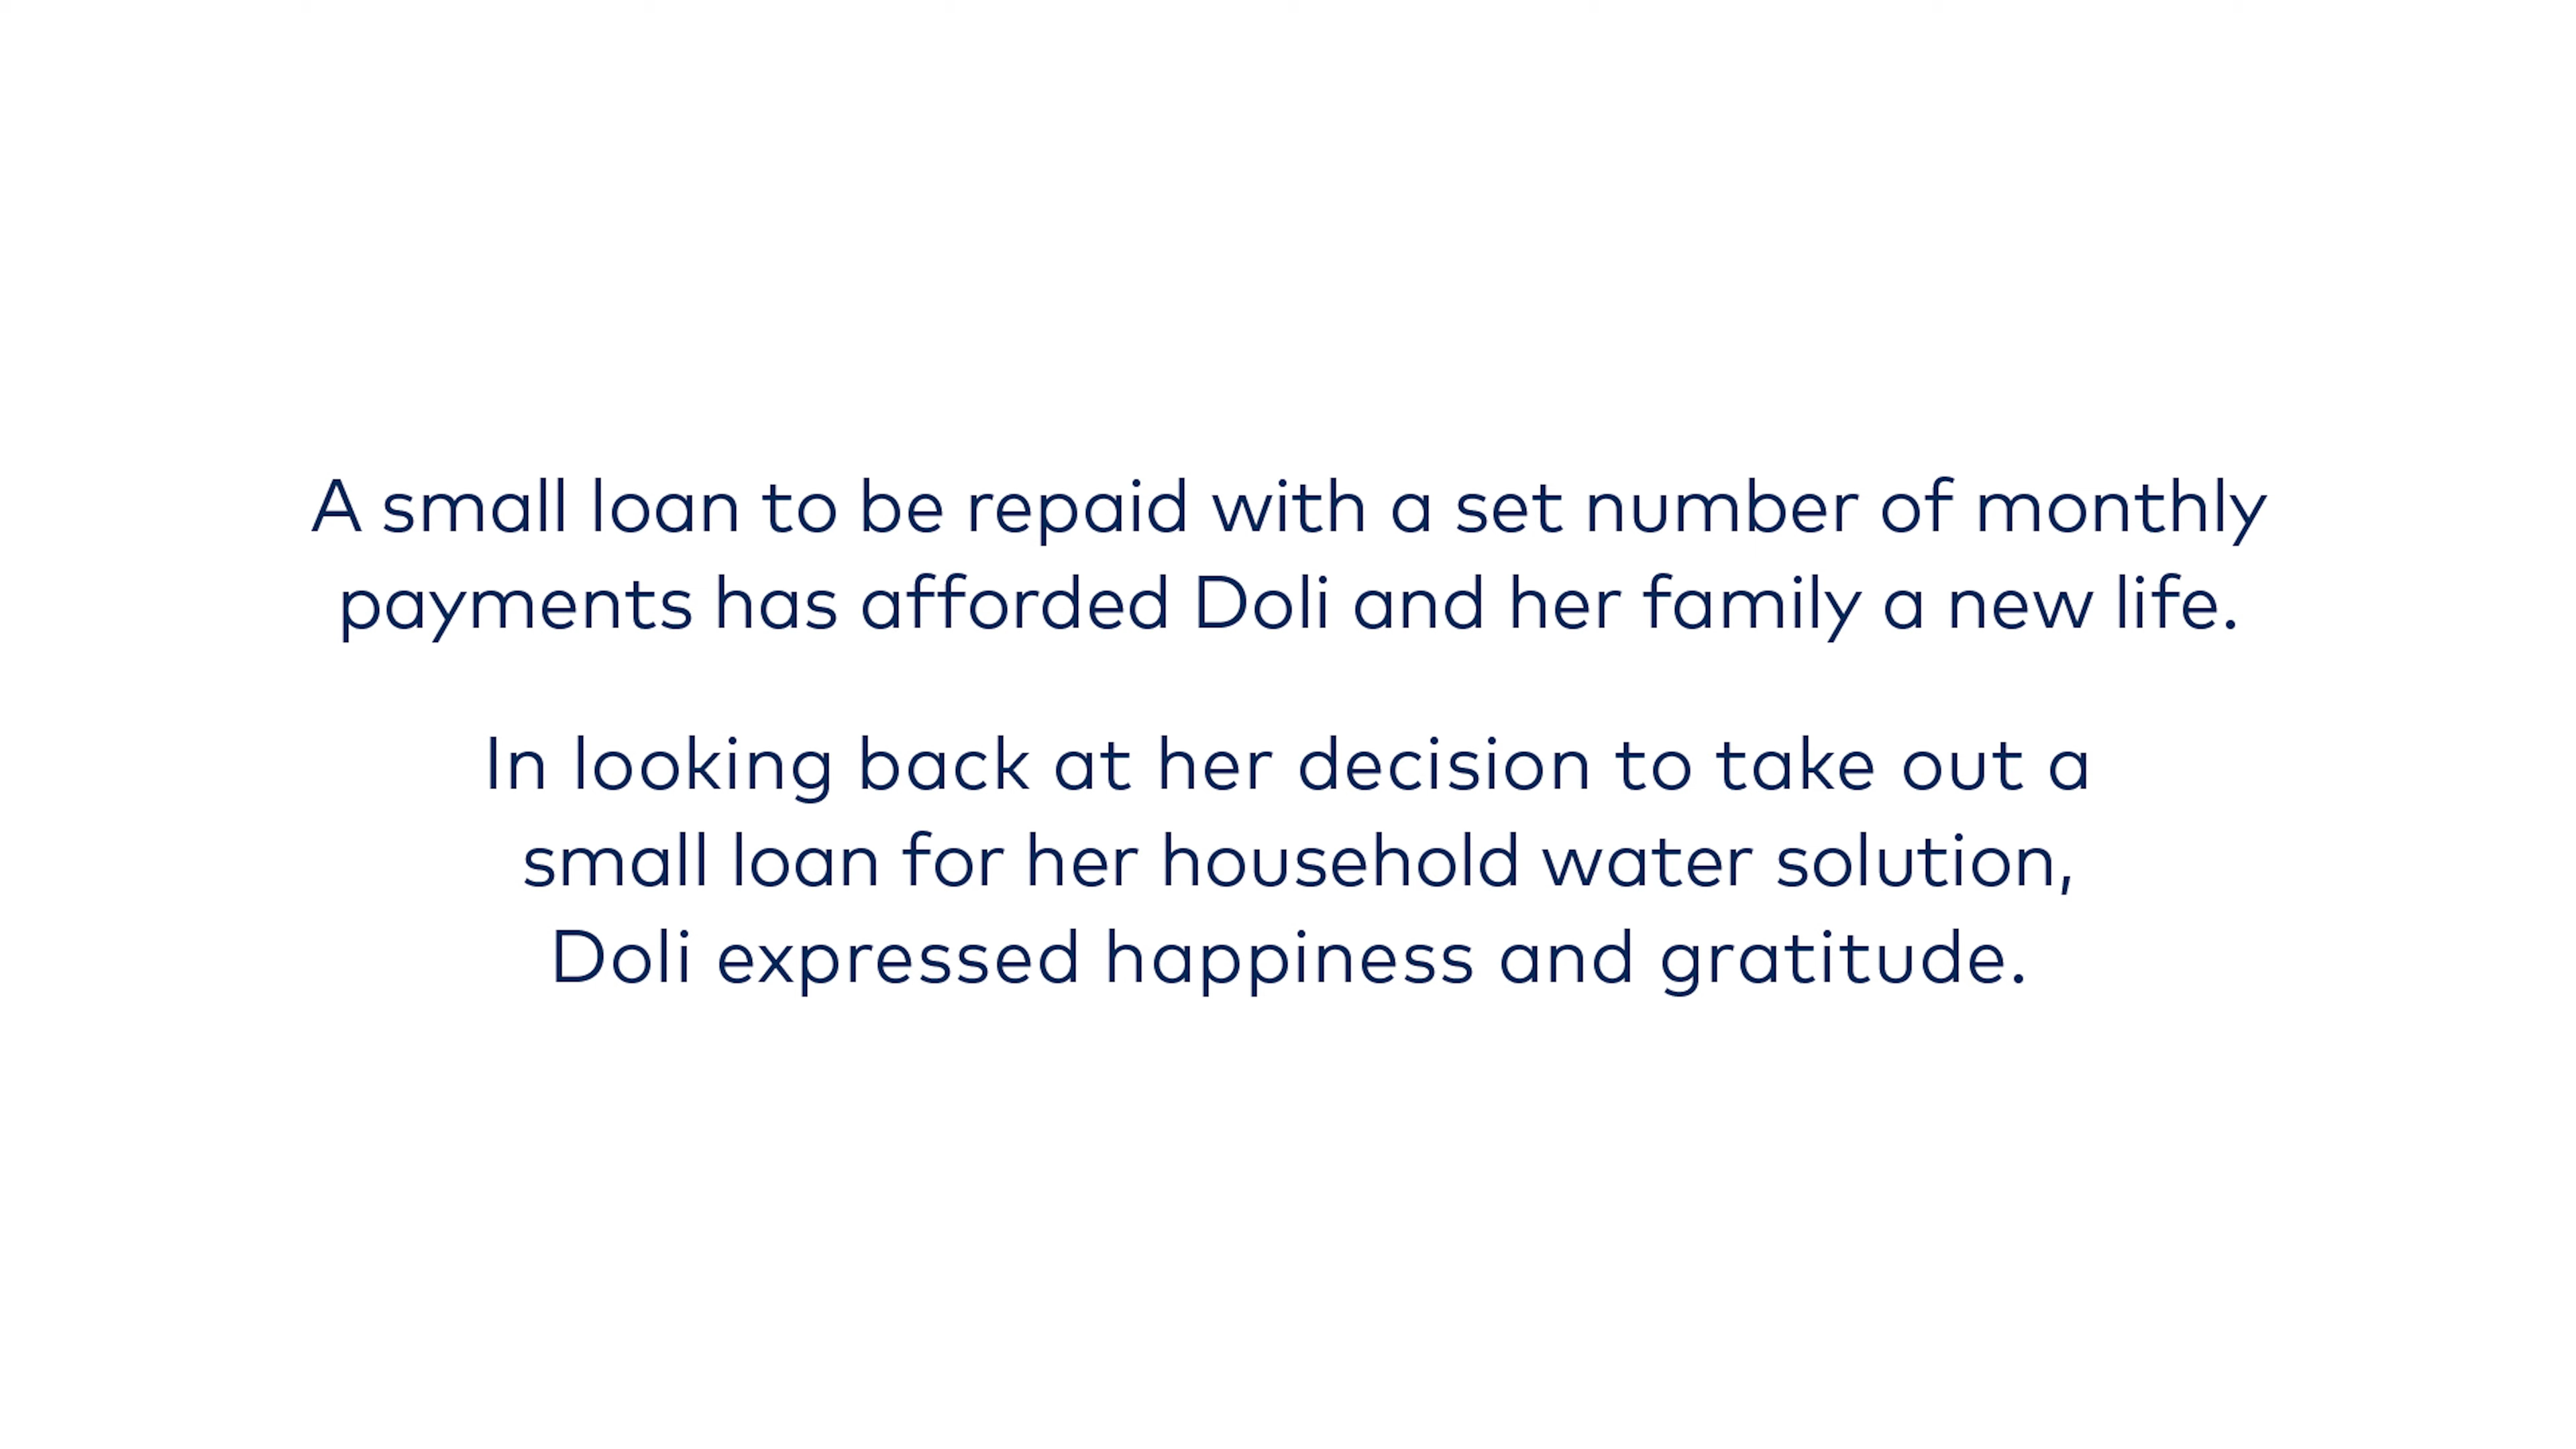 A small loan to be repaid with a set number of monthly
payments has afforded Doli and her family a new life.
In looking back at her decision to take out a
small loan for her household water solution,
Doli expressed happiness and gratitude.